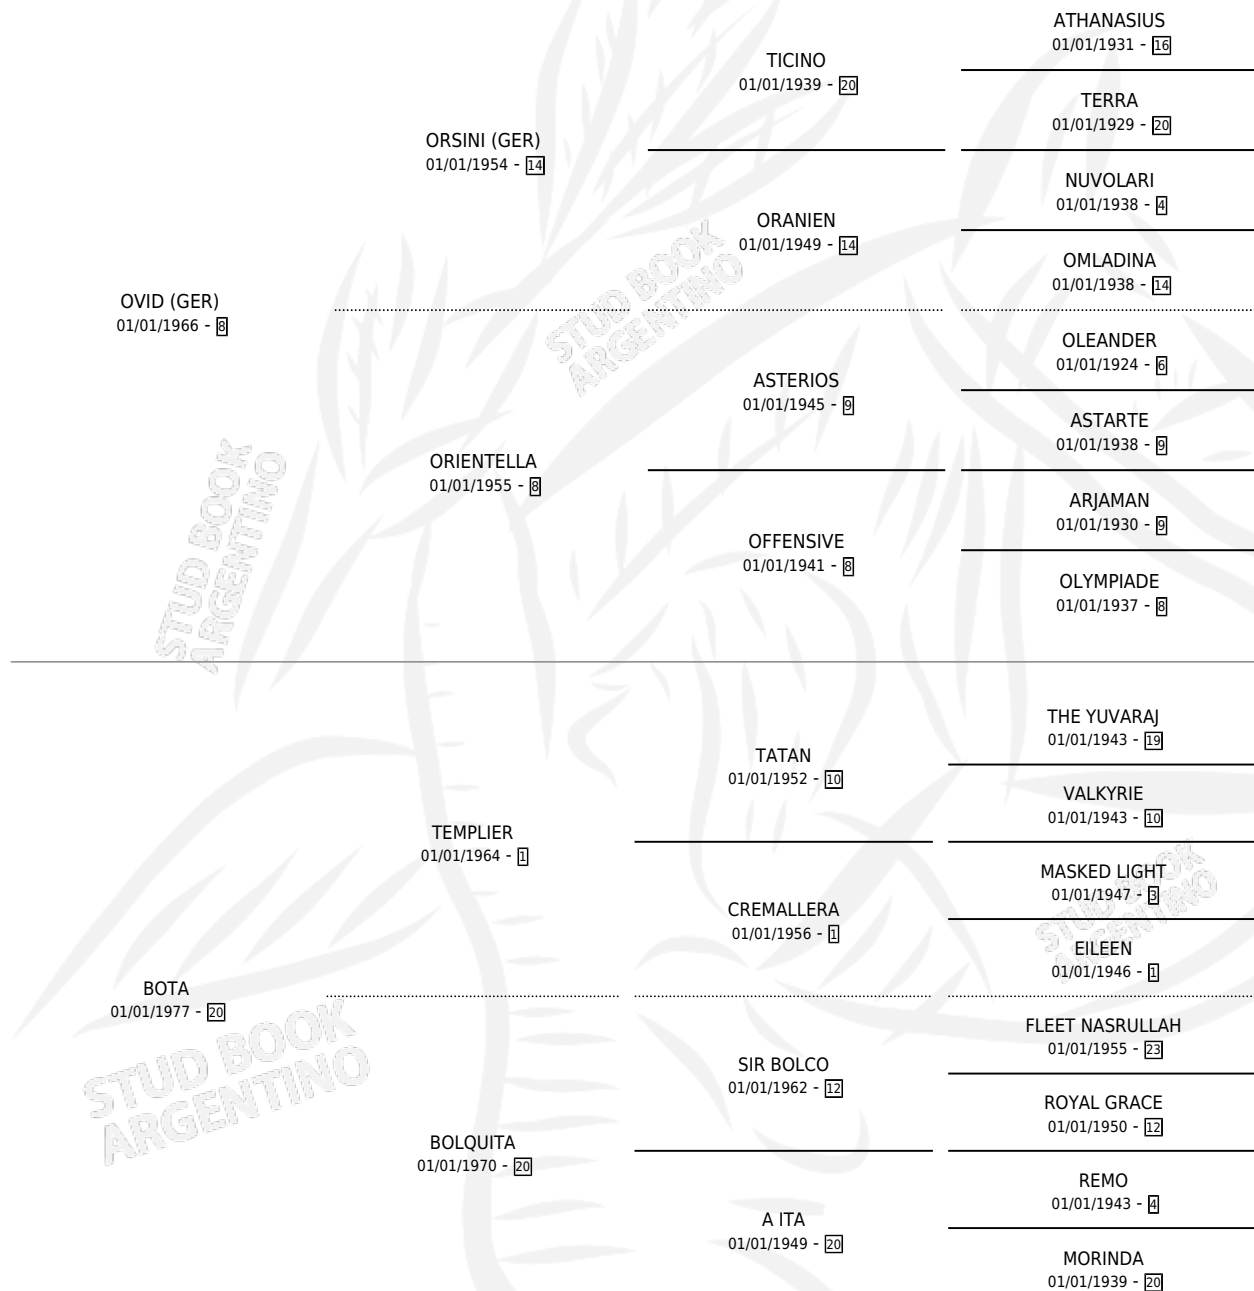 ATHANASIUS
01/01/1931 - 16
TICINO
01/01/1939 - 20
TERRA
01/01/1929 - 20
ORSINI (GER)
01/01/1954 - 14
NUVOLARI
01/01/1938 - 4
ORANIEN
01/01/1949 - 14
OMLADINA
01/01/1938 - 14
OVID (GER)
01/01/1966 - 8
OLEANDER
01/01/1924 - 6
ASTERIOS
01/01/1945 - 9
ASTARTE
01/01/1938 - 9
ORIENTELLA
01/01/1955 - 8
ARJAMAN
01/01/1930 - 9
OFFENSIVE
01/01/1941 - 8
OLYMPIADE
01/01/1937 - 8
THE YUVARAJ
01/01/1943 - 19
TATAN
01/01/1952 - 10
VALKYRIE
01/01/1943 - 10
TEMPLIER
01/01/1964 - 1
MASKED LIGHT
01/01/1947 - 3
CREMALLERA
01/01/1956 - 1
EILEEN
01/01/1946 - 1
BOTA
01/01/1977 - 20
FLEET NASRULLAH
01/01/1955 - 23
SIR BOLCO
01/01/1962 - 12
ROYAL GRACE
01/01/1950 - 12
BOLQUITA
01/01/1970 - 20
REMO
01/01/1943 - 4
A ITA
01/01/1949 - 20
MORINDA
01/01/1939 - 20
STUD BOOK
ARGENTINO
STUD BOOK
ARGENTINO
STUD BOOK
ARGENTINO
STUD BOOK
ARGENTINO